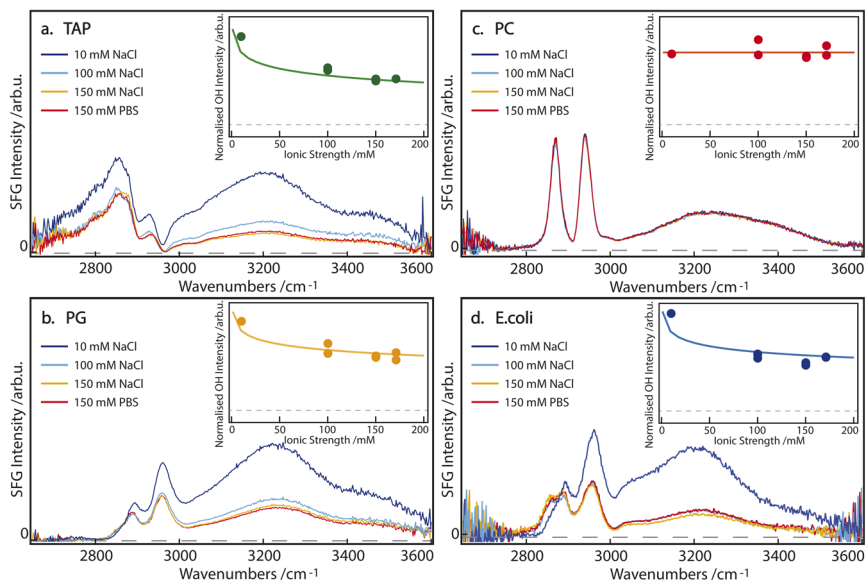 a. TAP
10 mM NaCl
100 mM NaCl
150 mM NaCl
150 mM PBS
SFG Intensity /arb.u.
0
2800 3000 3200 3400 3600
Wavenumbers /cm-1
Normalised OH Intensity /arb.u.
0 50 100 150 200
Ionic Strength /mM
c. PC
10 mM NaCl
100 mM NaCl
150 mM NaCl
150 mM PBS
SFG Intensity /arb.u.
0
2800 3000 3200 3400 3600
Wavenumbers /cm-1
Normalised OH Intensity /arb.u.
0 50 100 150 200
Ionic Strength/mM
b. PG
10 mM NaCl
100 mM NaCl
150 mM NaCl
150 mM PBS
SFG Intensity /arb.u.
0
2800 3000 3200 3400 3600
Wavenumbers /cm-1
Normalised OH Intensity /arb.u.
0 50 100 150 200
Ionic Strength/mM
d. E.coli
10 mM NaCl
100 mM NaCl
150 mM NaCl
150 mM PBS
SFG Intensity /arb.u.
0
2800 3000 3200 3400 3600
Wavenumbers /cm-1
Normalised OH Intensity /arb.u.
0 50 100 150 200
Ionic Strength/mM